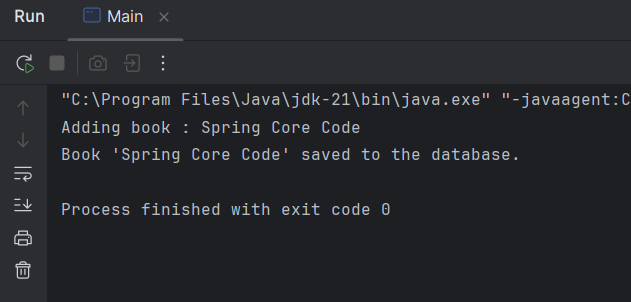 Run
Main
"C:\Program Files\Java\jdk-21\bin\java.exe" "-javaagent:C
Adding book : Spring Core Code
Book 'Spring Core Code' saved to the database.
Process finished with exit code 0